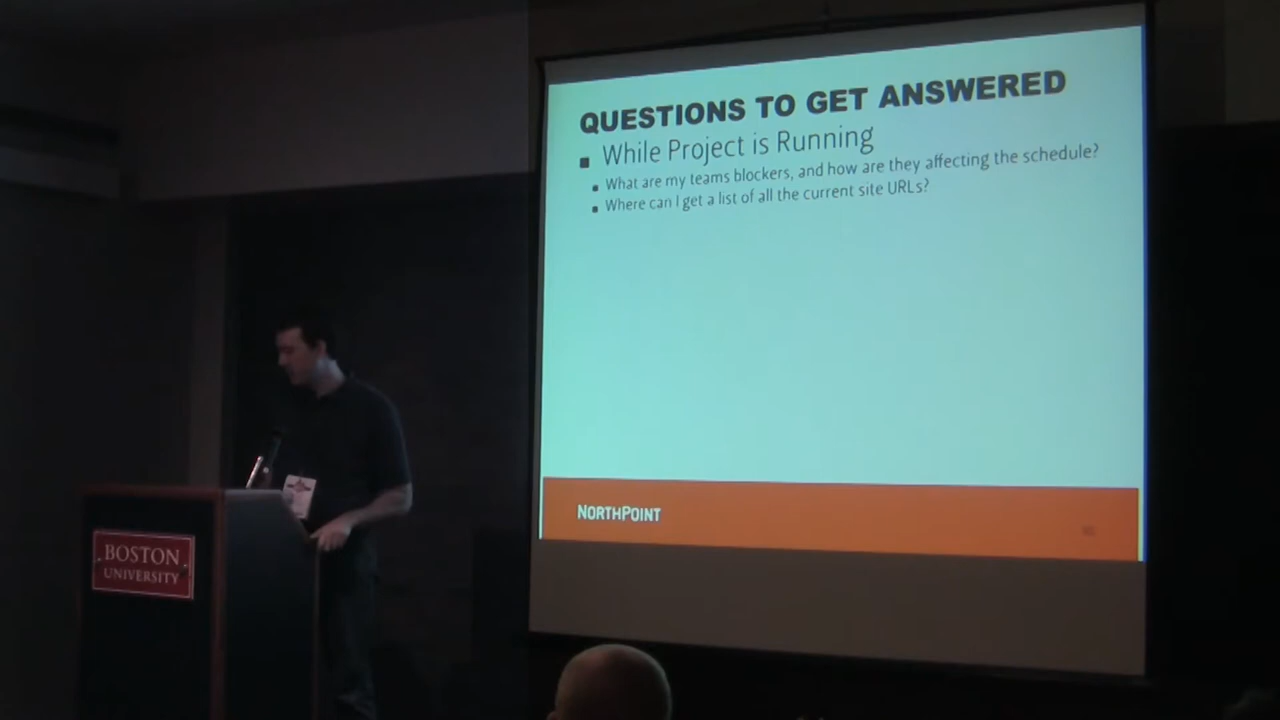 QUESTIONS TO GET ANSWERED
While Project is Running
What are my teams blockers, and how are they affecting the schedule?
Where can I get a list of all the current site URLs?
NORTHPOINT
BOSTON
UNIVERSITY